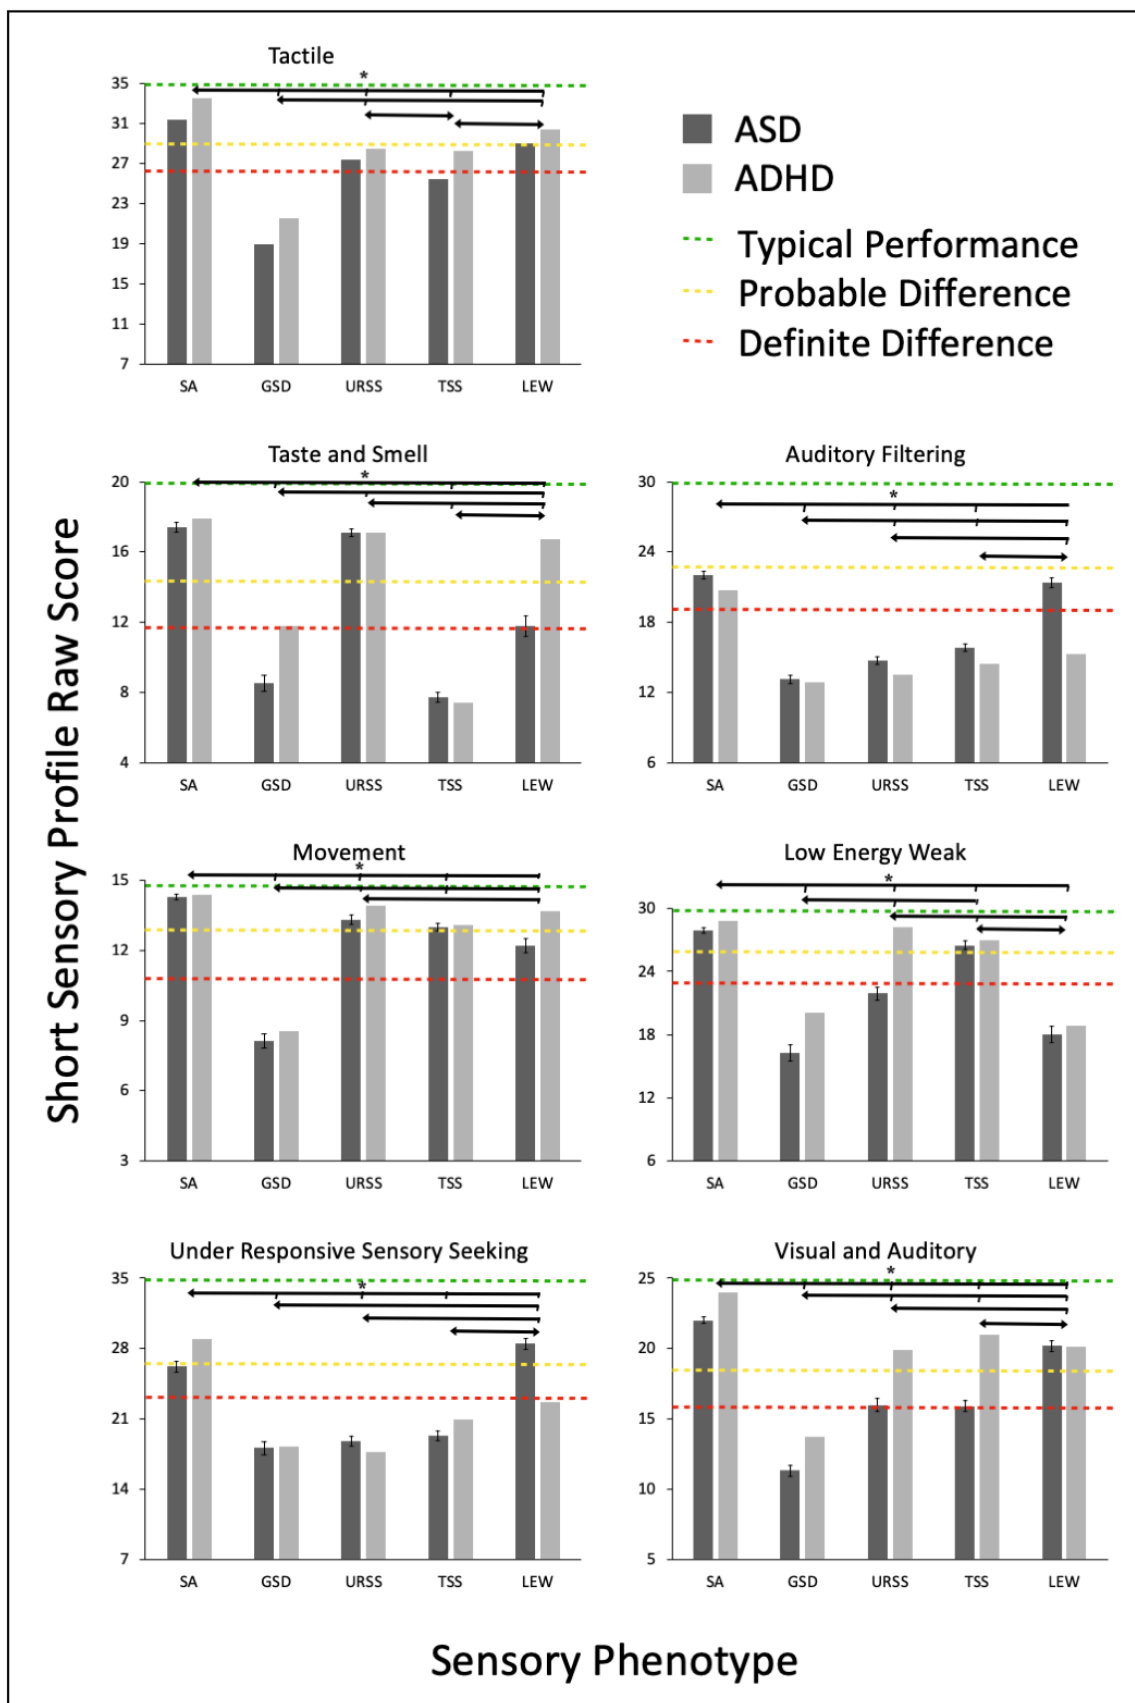 Tactile
*
35
31
27
23
19
15
11
7
SA GSD URSS TSS LEW
ASD
ADHD
Typical Performance
Probable Difference
Definite Difference
Short Sensory Profile Raw Score
Taste and Smell
*
20
16
12
8
4
SA GSD URSS TSS LEW
Auditory Filtering
*
30
24
18
12
6
SA GSD URSS TSS LEW
Movement
*
15
12
9
6
3
SA GSD URSS TSS LEW
Low Energy Weak
*
30
24
18
12
6
SA GSD URSS TSS LEW
Under Responsive Sensory Seeking
*
35
28
21
14
7
SA GSD URSS TSS LEW
Visual and Auditory
*
25
20
15
10
5
SA GSD URSS TSS LEW
Sensory Phenotype